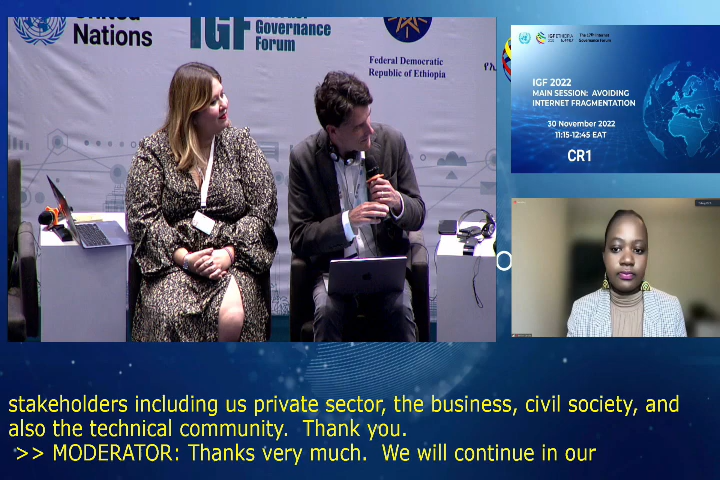 United
Nations
IGF
Governance
Forum
Federal Democratic
Republic of Ethiopia
IGF 2022
MAIN SESSION: AVOIDING
INTERNET FRAGMENTATION
30 November 2022
11:15-12:45 EAT
CR1
stakeholders including us private sector, the business, civil society, and
also the technical community. Thank you.
>> MODERATOR: Thanks very much. We will continue in our